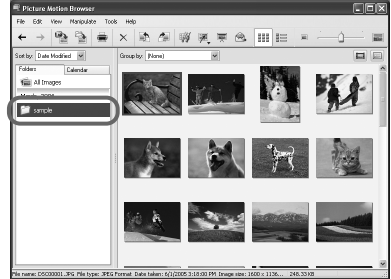 Picture Motion Browser
File Edit View Manipulate Tools Help
Sort by: Date Modified Group by: (None)
Folders Calendar
All Images
sample
File name: DSC00001.JPG File type: JPEG Format Date taken: 6/1/2005 3:18:00 PM Image size: 1600 x 1136... 248.33KB